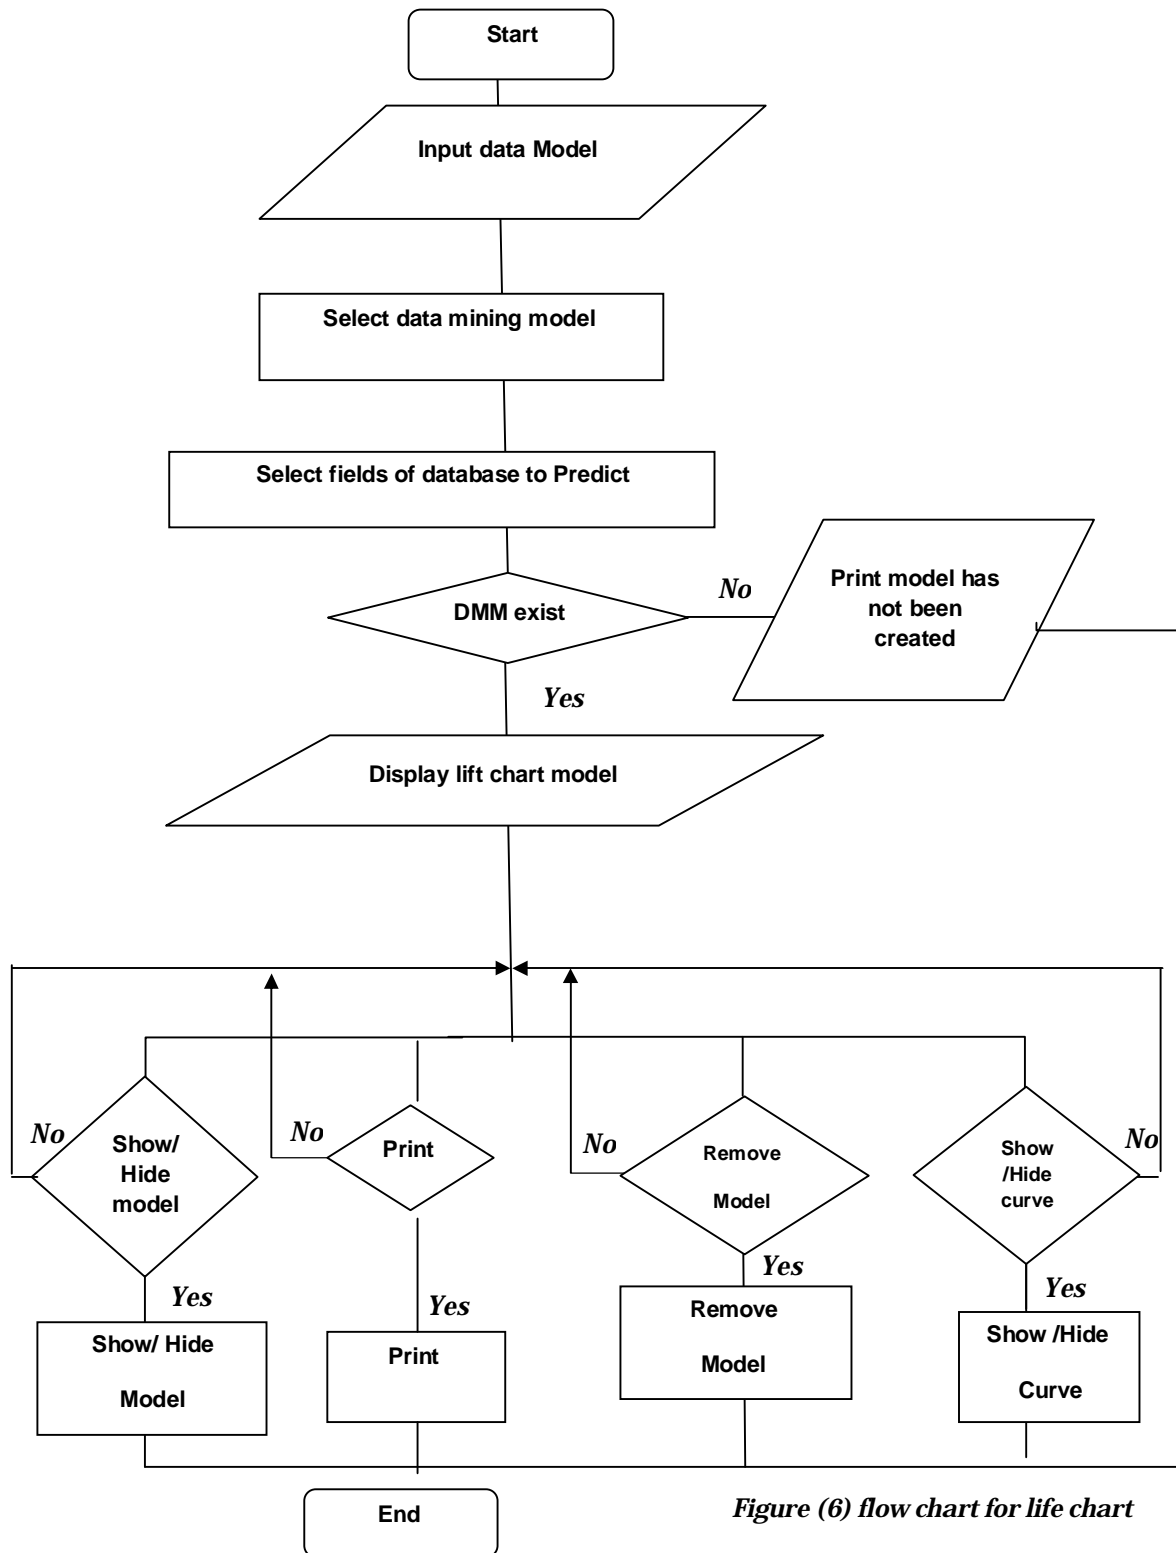 Start
Input data Model
Select data mining model
Select fields of database to Predict
DMM exist
No
Print model has
not been
created
Yes
Display lift chart model
No
Show/
Hide
model
No
Print
No
Remove
Model
Show
/Hide
curve
No
Yes
Yes
Yes
Yes
Show/ Hide
Model
Print
Remove
Model
Show /Hide
Curve
End
Figure (6) flow chart for life chart